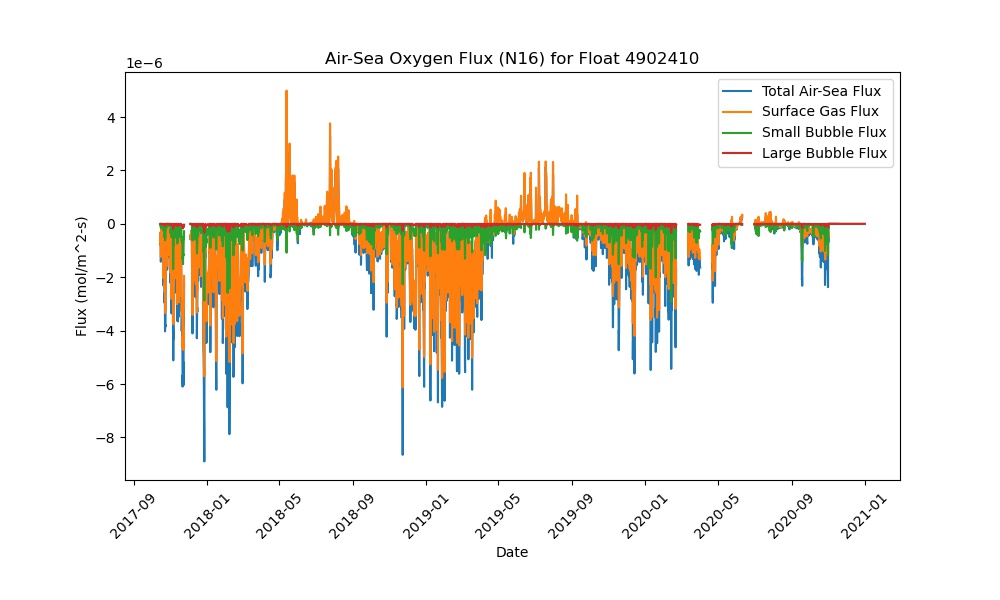 Air-Sea Oxygen Flux (N16) for Float 4902410
1e−6
Total Air-Sea Flux
Surface Gas Flux
Small Bubble Flux
Large Bubble Flux
4
2
0
−2
−4
−6
−8
Flux (mol/m^2-s)
2017-09
2018-01
2018-05
2018-09
2019-01
2019-05
2019-09
2020-01
2020-05
2020-09
2021-01
Date